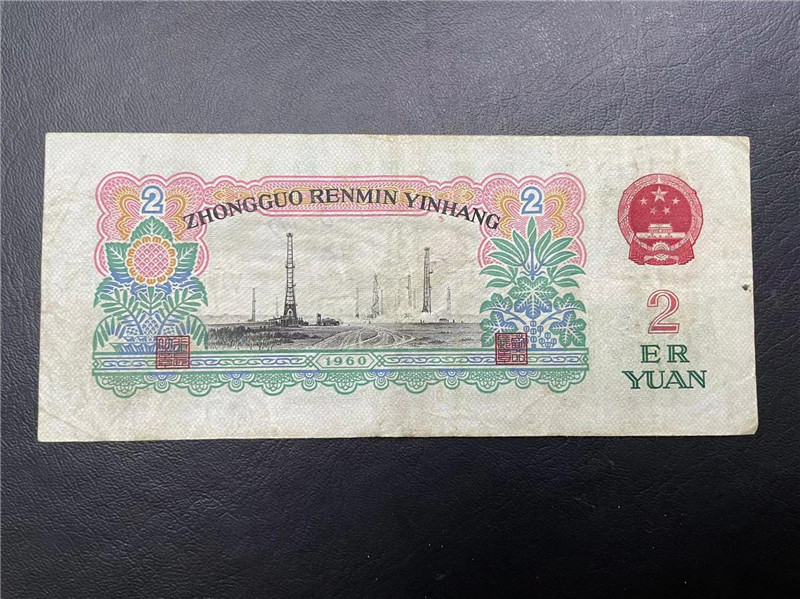 2
ZHONGGUO RENMIN YINHANG
2
1960
2
ER
YUAN